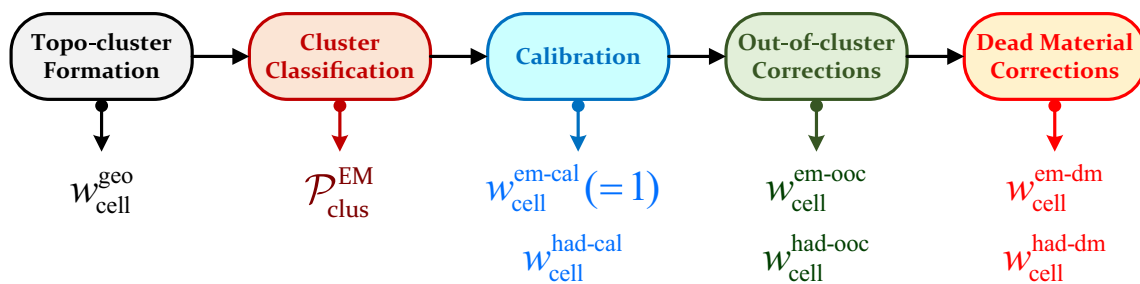 Topo-cluster
Formation
Cluster
Classification
Calibration
Out-of-cluster
Corrections
Dead Material
Corrections
w_cell^geo
𝒫_clus^EM
w_cell^em-cal (= 1)
w_cell^had-cal
w_cell^em-ooc
w_cell^had-ooc
w_cell^em-dm
w_cell^had-dm